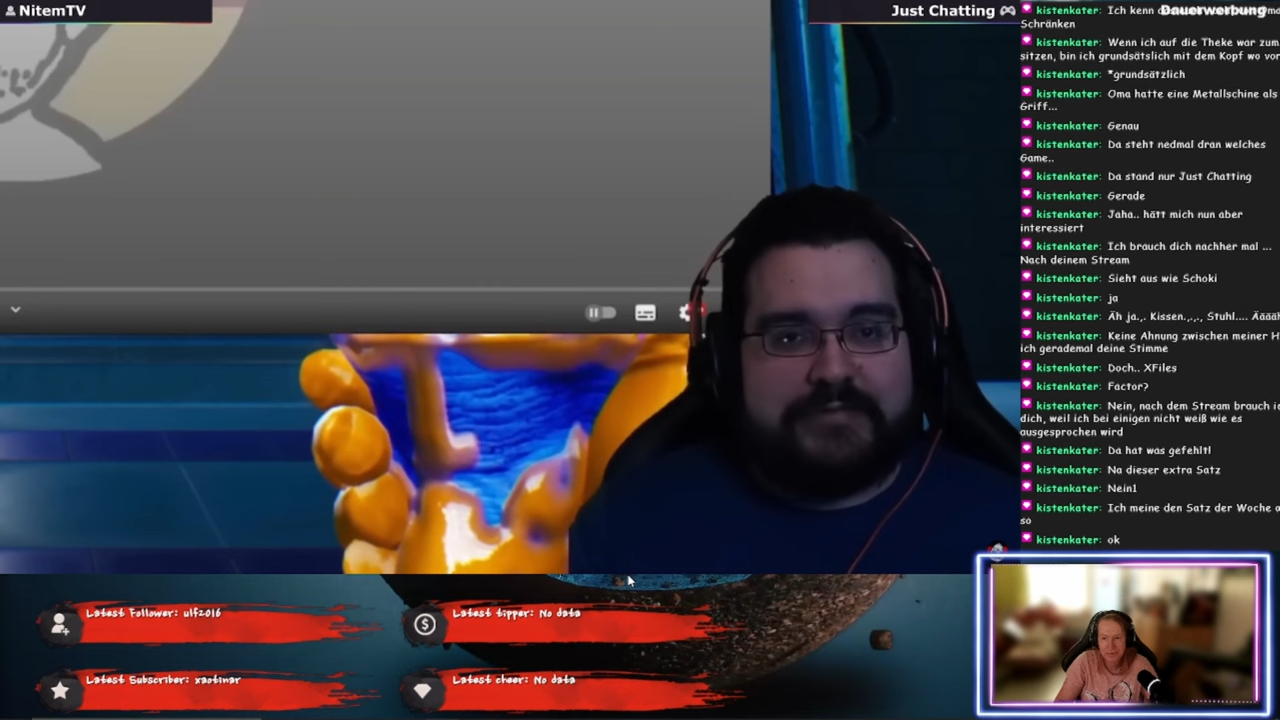 NitemTV
Just Chatting
Dauerwerbung
kistenkater: Ich kenn
Schränken
kistenkater: Wenn ich auf die Theke war zum
sitzen, bin ich grundsätslich mit dem Kopf wo vor
kistenkater: *grundsätzlich
kistenkater: Oma hatte eine Metallschine als
Griff...
kistenkater: Genau
kistenkater: Da steht nedmal dran welches
Game..
kistenkater: Da stand nur Just Chatting
kistenkater: Gerade
kistenkater: Jaha.. hätt mich nun aber
interessiert
kistenkater: Ich brauch dich nachher mal ...
Nach deinem Stream
kistenkater: Sieht aus wie Schoki
kistenkater: ja
kistenkater: Äh ja.,. Kissen.,.,., Stuhl....
kistenkater: Keine Ahnung zwischen meiner
ich gerademal deine Stimme
kistenkater: Doch.. XFiles
kistenkater: Factor?
kistenkater: Nein, nach dem Stream brauch
dich, weil ich bei einigen nicht weiß wie es
ausgesprochen wird
kistenkater: Da hat was gefehlt!
kistenkater: Na dieser extra Satz
kistenkater: Nein1
kistenkater: Ich meine den Satz der Woche
so
kistenkater: ok
Latest Follower: ulf2016
Latest tipper: No data
Latest Subscriber: xaotinar
Latest cheer: No data